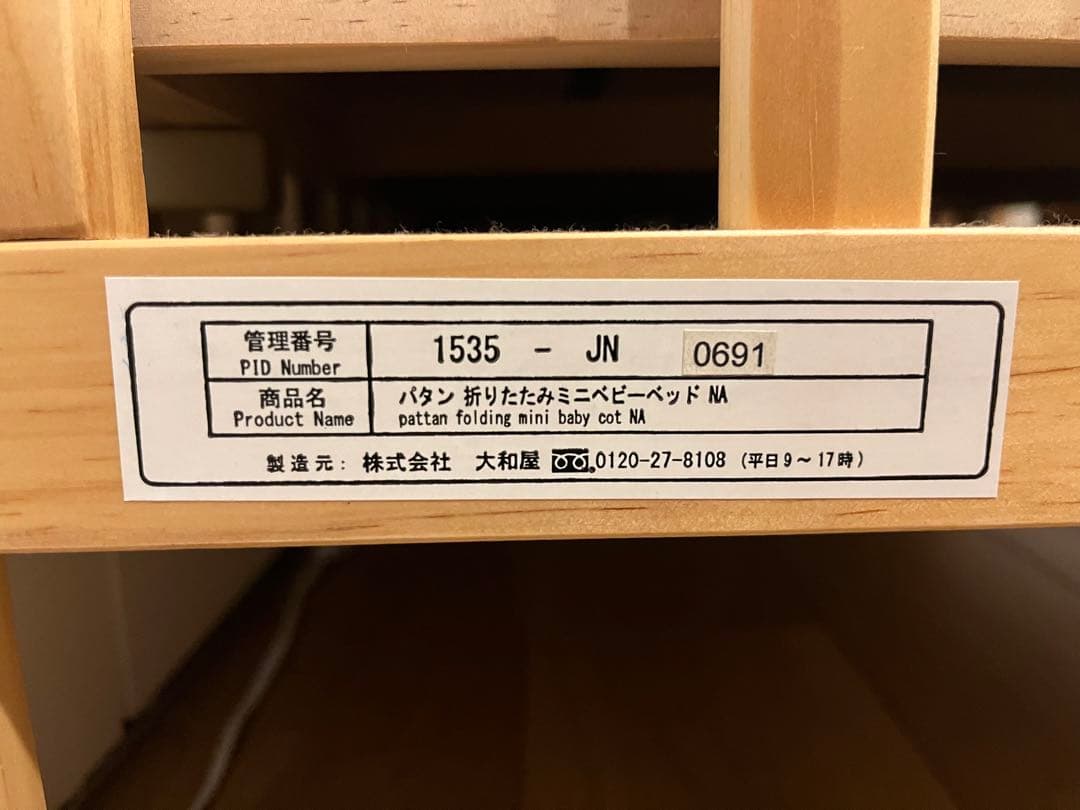 管理番号 1535 - JN 0691
PID Number
商品名 パタン 折りたたみミニベビーベッド NA
Product Name pattan folding mini baby cot NA
製造元: 株式会社 大和屋 0120-27-8108 (平日9~17時)